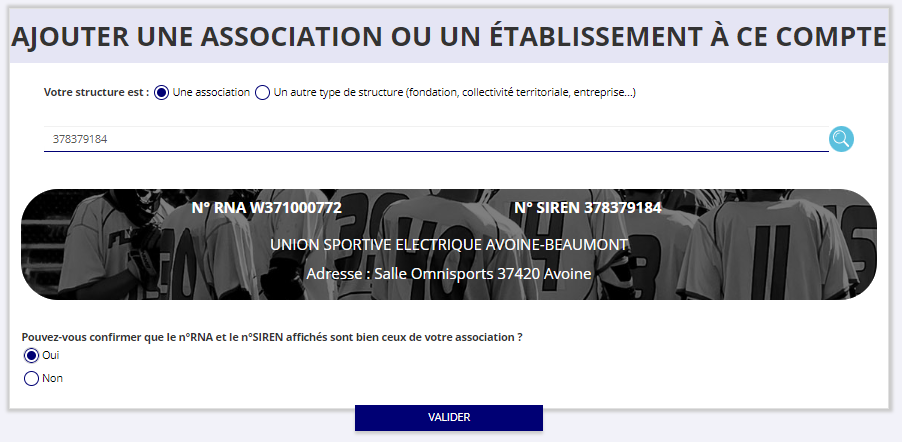 AJOUTER UNE ASSOCIATION OU UN ÉTABLISSEMENT À CE COMPTE
Votre structure est : Une association Un autre type de structure (fondation, collectivité territoriale, entreprise...)
378379184
N° RNA W371000772 N° SIREN 378379184
UNION SPORTIVE ELECTRIQUE AVOINE-BEAUMONT
Adresse : Salle Omnisports 37420 Avoine
Pouvez-vous confirmer que le n°RNA et le n°SIREN affichés sont bien ceux de votre association ?
Oui
Non
VALIDER